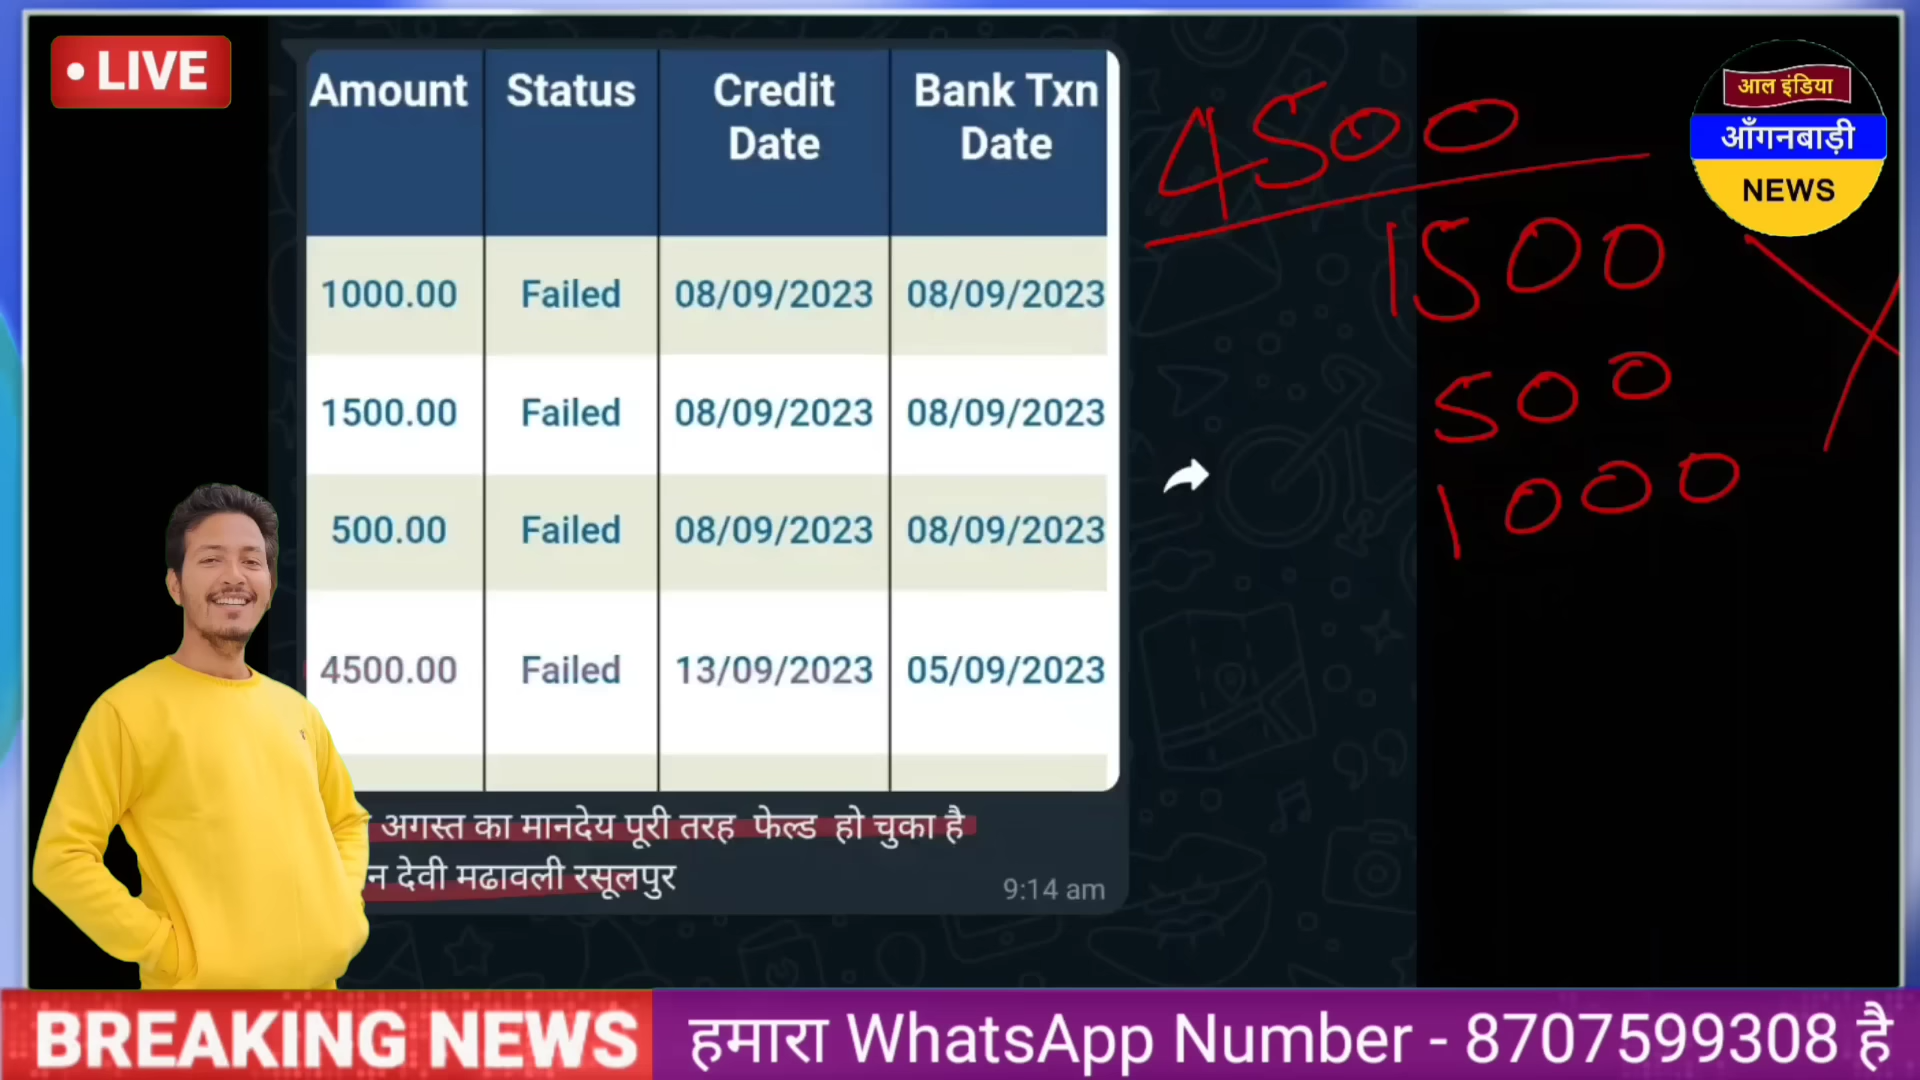 • LIVE
Amount Status Credit Date Bank Txn Date
1000.00 Failed 08/09/2023 08/09/2023
1500.00 Failed 08/09/2023 08/09/2023
500.00 Failed 08/09/2023 08/09/2023
4500.00 Failed 13/09/2023 05/09/2023
अगस्त का मानदेय पूरी तरह फेल्ड हो चुका है
देवी मढावली रसूलपुर
9:14 am
4500
1500
500
1000
आल इंडिया
आँगनबाड़ी
NEWS
BREAKING NEWS
हमारा WhatsApp Number - 8707599308 है